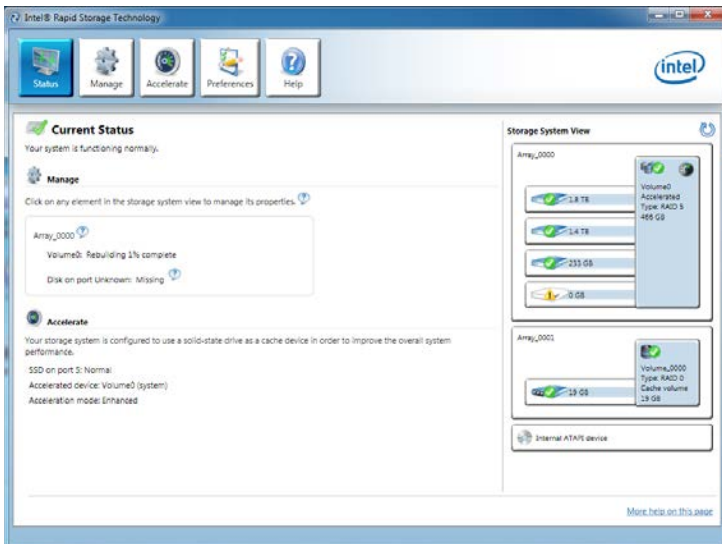 Intel® Rapid Storage Technology
Status
Manage
Accelerate
Preferences
Help
intel
Current Status
Your system is functioning normally.
Manage
Click on any element in the storage system view to manage its properties.
Array_0000
Volume0: Rebuilding 1% complete
Disk on port Unknown: Missing
Accelerate
Your storage system is configured to use a solid-state drive as a cache device in order to improve the overall system
performance.
SSD on port 5: Normal
Accelerated device: Volume0 (system)
Acceleration mode: Enhanced
Storage System View
Array_0000
1.8 TB
1.4 TB
233 GB
0 GB
Volume0
Accelerated
Type: RAID 5
466 GB
Array_0001
19 GB
Volume_0000
Type: RAID 0
Cache volume
19 GB
Internal ATAPI device
More help on this page